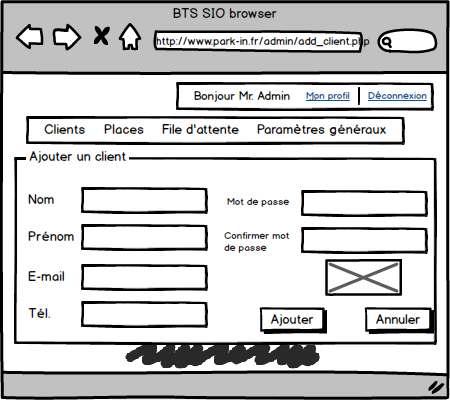 BTS SIO browser
http://www.park-in.fr/admin/add_client.php
Bonjour Mr. Admin Mon profil Déconnexion
Clients Places File d'attente Paramètres généraux
Ajouter un client
Nom
Mot de passe
Prénom
Confirmer mot
de passe
E-mail
Tél.
Ajouter
Annuler